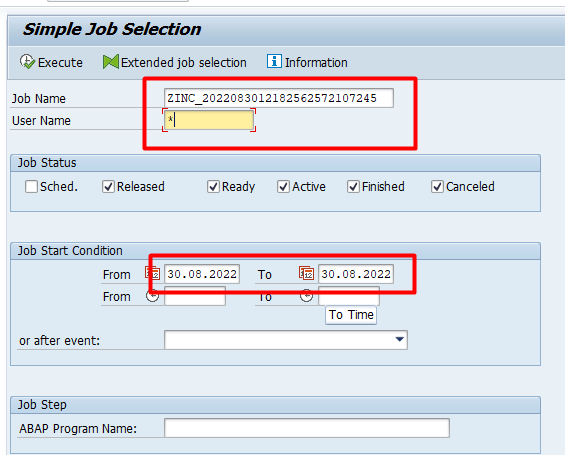 Simple Job Selection
Execute Extended job selection Information
Job Name ZINC_2022083012182562572107245
User Name *
Job Status
Sched. Released Ready Active Finished Canceled
Job Start Condition
From 30.08.2022 To 30.08.2022
From To
To Time
or after event:
Job Step
ABAP Program Name: